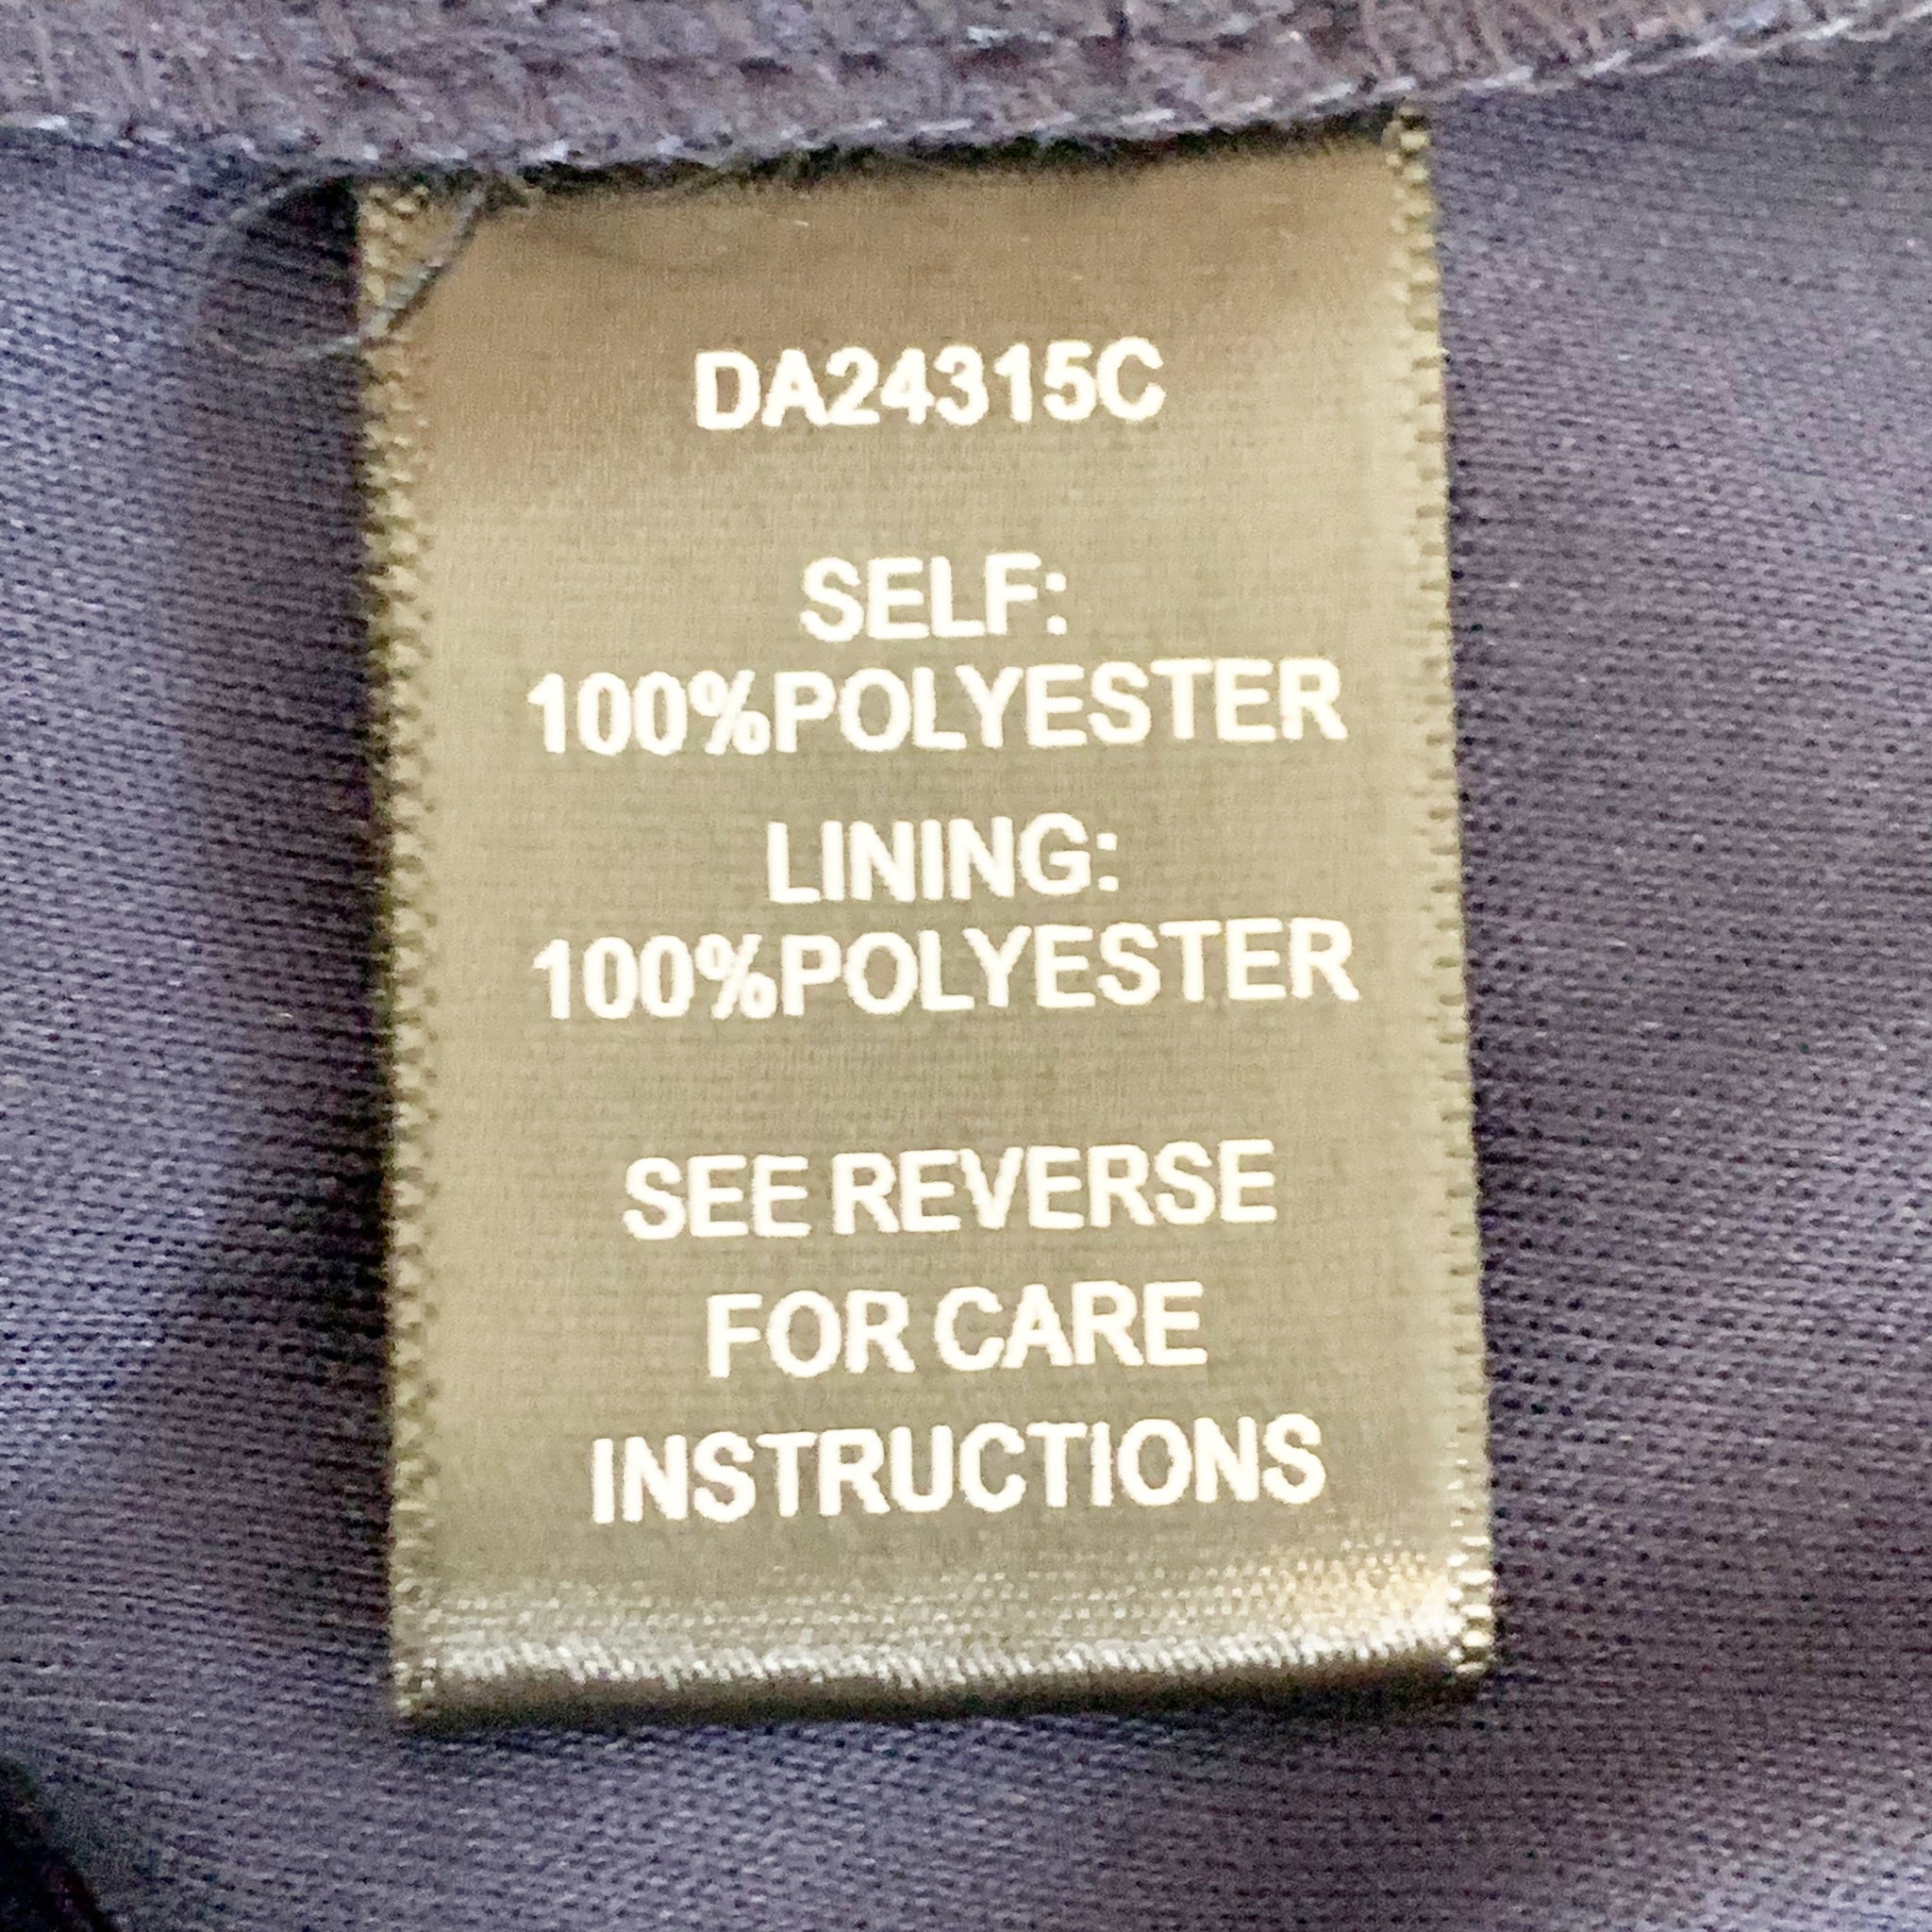 DA24315C
SELF:
100%POLYESTER
LINING:
100%POLYESTER
SEE REVERSE
FOR CARE
INSTRUCTIONS